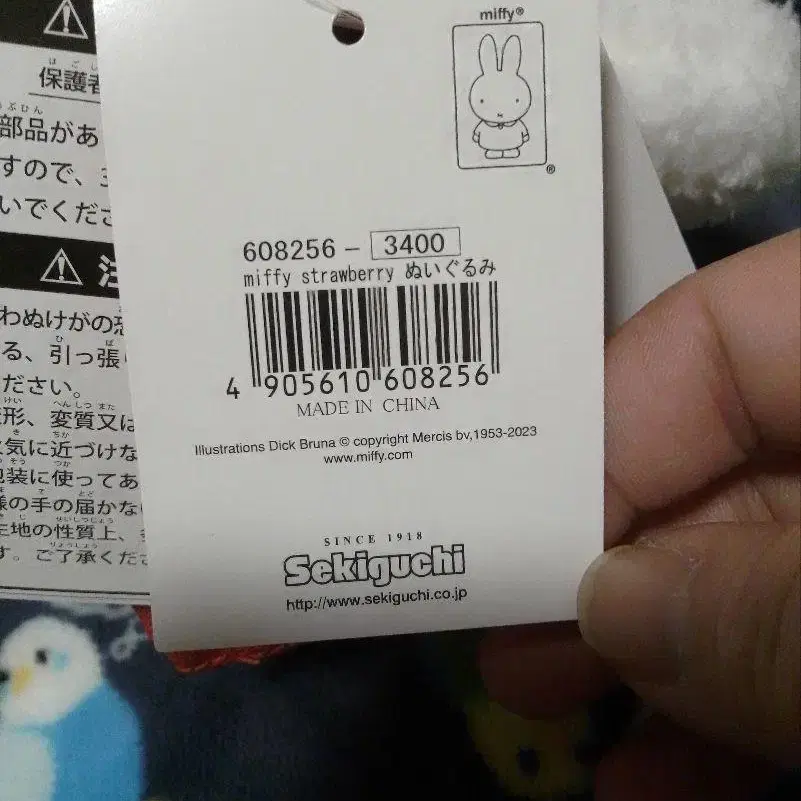 miffy®
®
608256- 3400
miffy strawberry ぬいぐるみ
4 905610 608256
MADE IN CHINA
Illustrations Dick Bruna © copyright Mercis bv,1953-2023
www.miffy.com
SINCE 1918
Sekiguchi
http://www.sekiguchi.co.jp
保護者
部品があ
すので、
いでくださ
注
わぬけがの恐
る、引っ張
ださい。
形、変質又は
火気に近づけな
包装に使ってあ
様の手の届かな
生地の性質上、
す。ご了承くだ